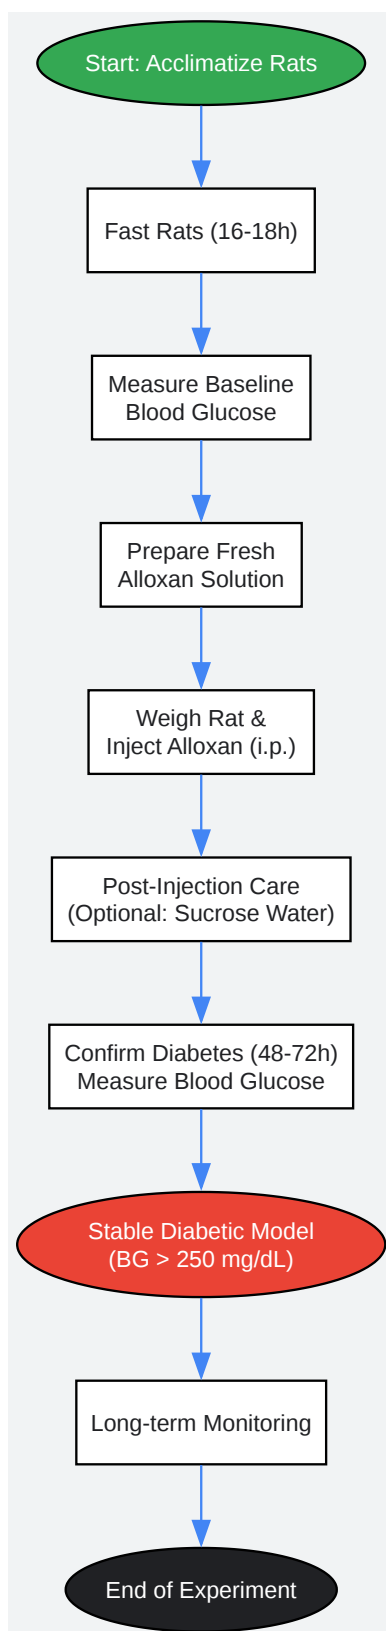 Start: Acclimatize Rats
Fast Rats (16-18h)
Measure Baseline
Blood Glucose
Prepare Fresh
Alloxan Solution
Weigh Rat &
Inject Alloxan (i.p.)
Post-Injection Care
(Optional: Sucrose Water)
Confirm Diabetes (48-72h)
Measure Blood Glucose
Stable Diabetic Model
(BG > 250 mg/dL)
Long-term Monitoring
End of Experiment